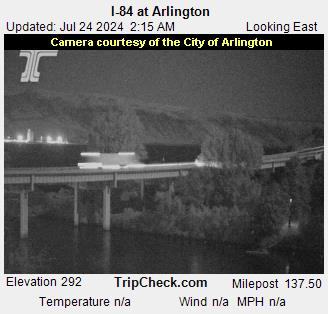 I-84 at Arlington
Updated: Jul 24 2024 2:15 AM Looking East
Camera courtesy of the City of Arlington
Elevation 292 TripCheck.com Milepost 137.50
Temperature n/a Wind n/a MPH n/a